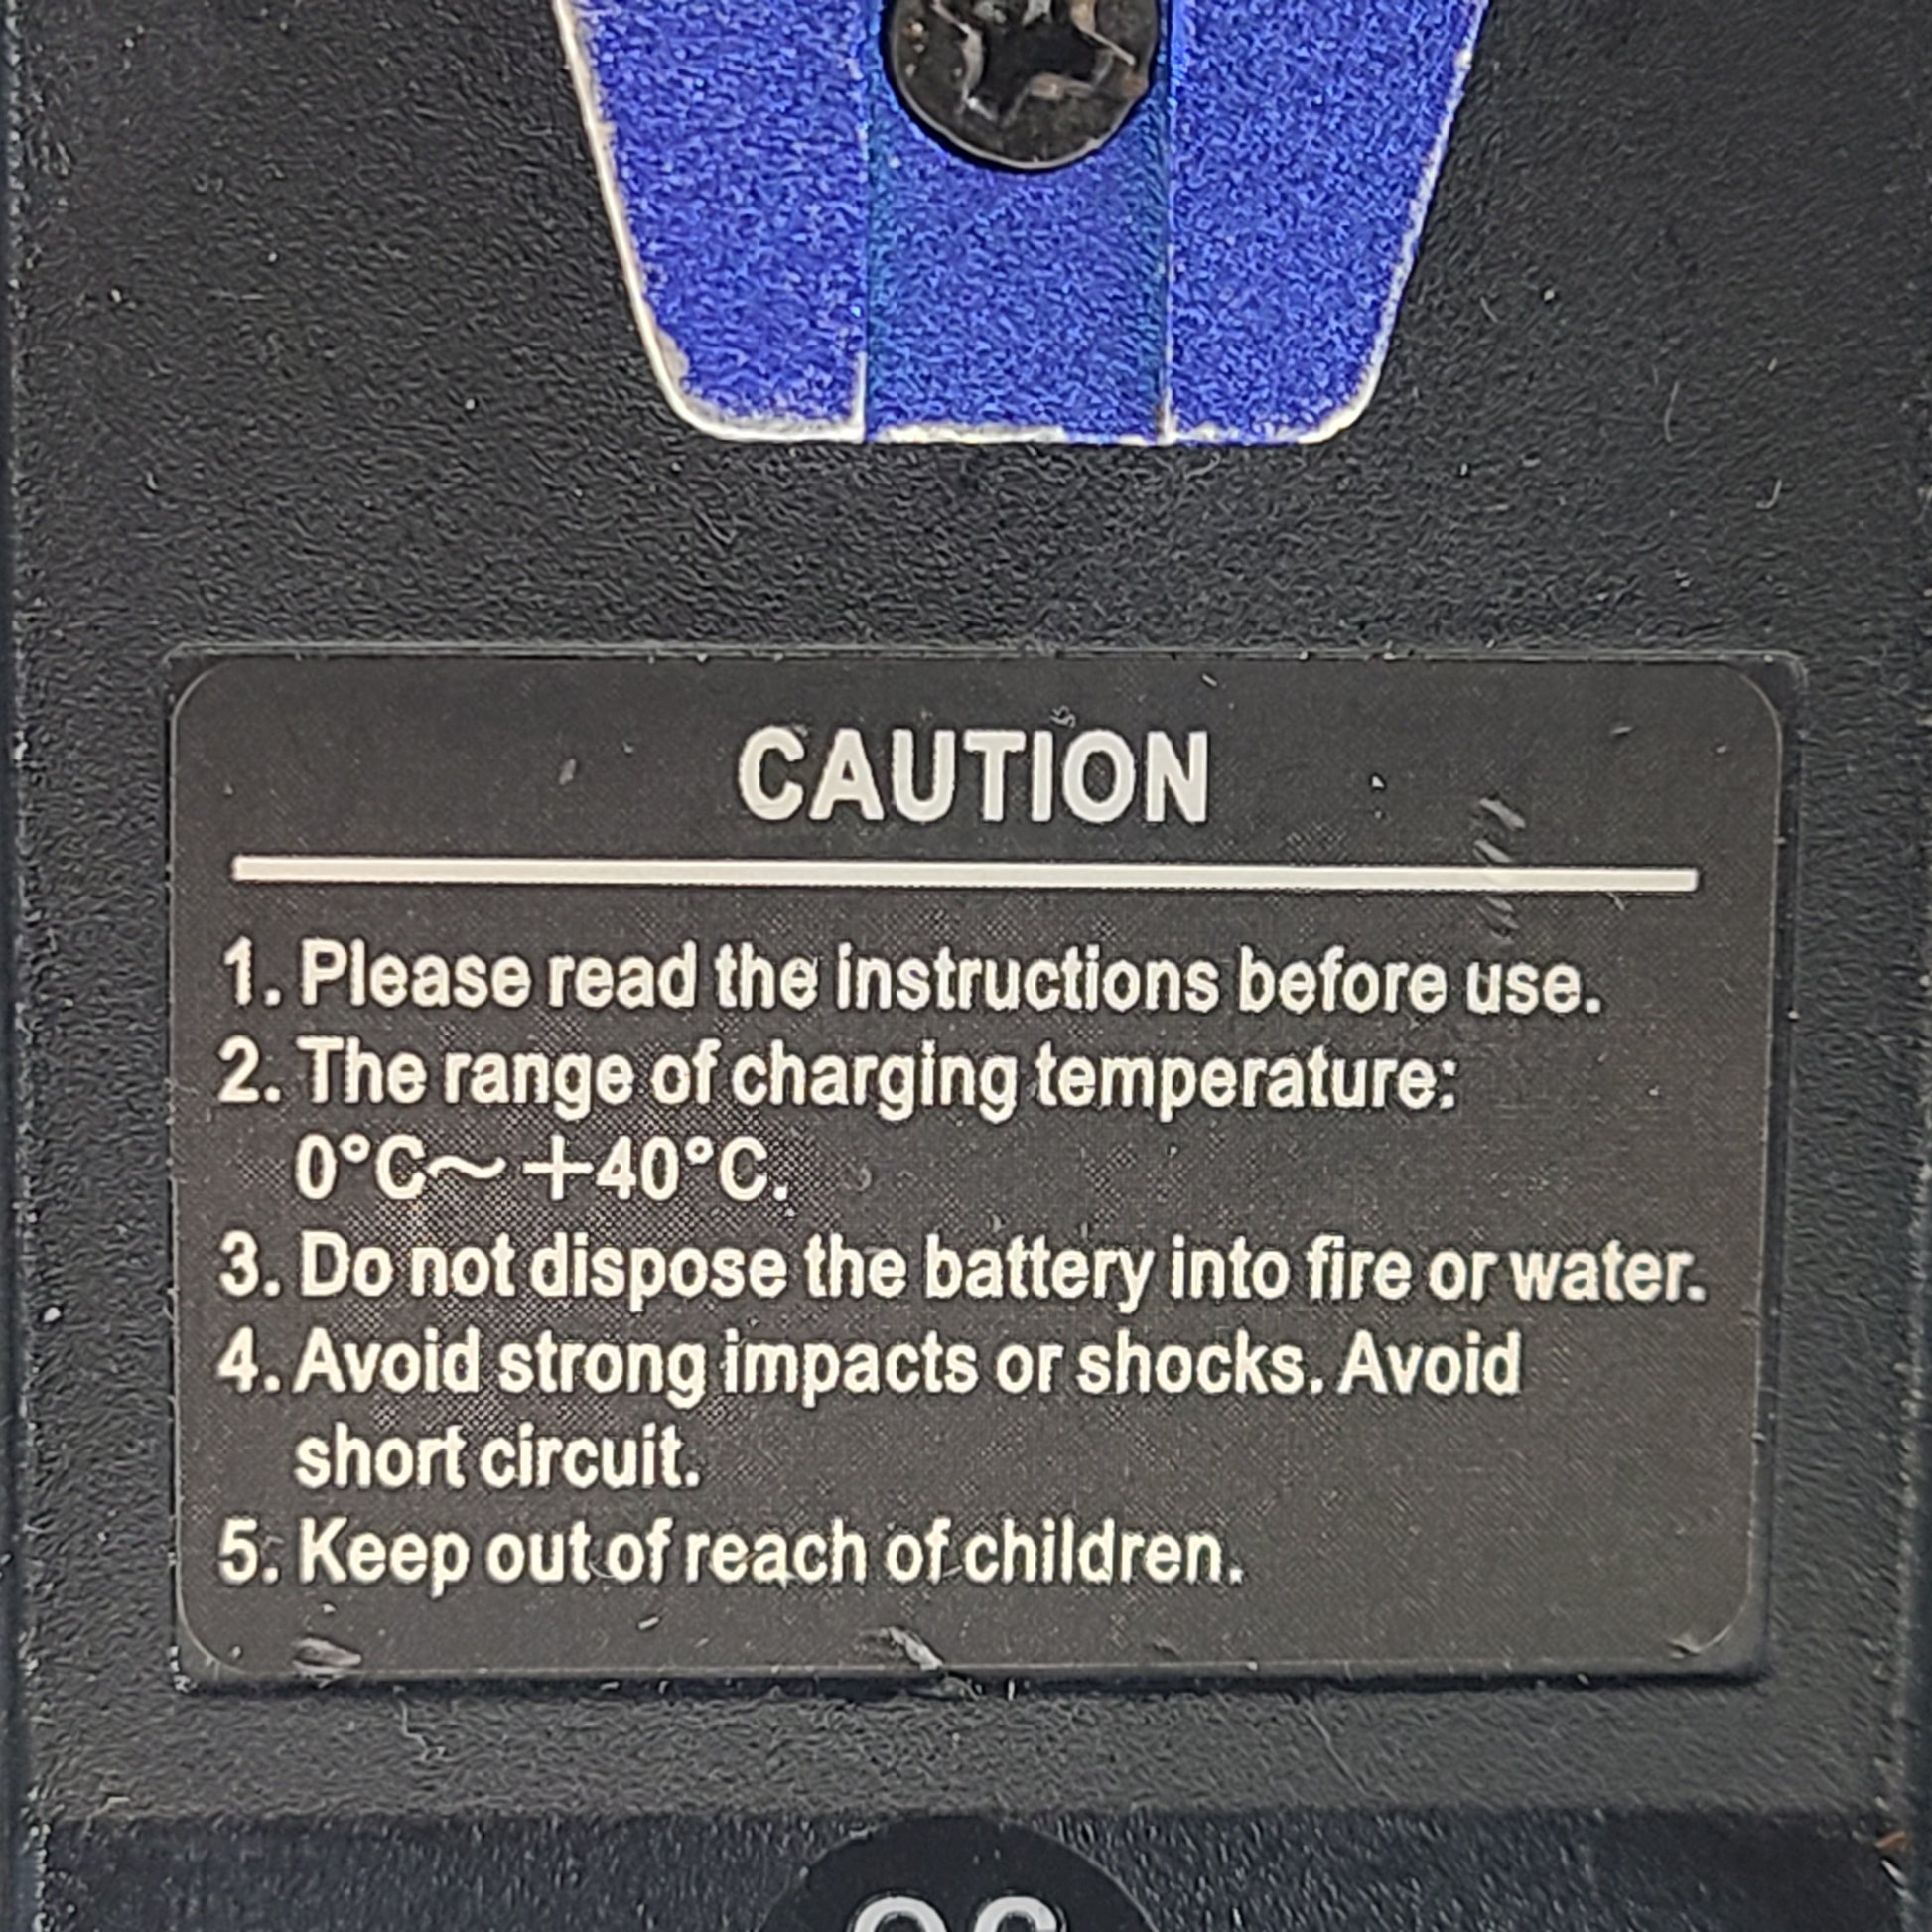 CAUTION
1. Please read the instructions before use.
2. The range of charging temperature:
0°C～ +40°C.
3. Do not dispose the battery into fire or water.
4. Avoid strong impacts or shocks. Avoid
short circuit.
5. Keep out of reach of children.